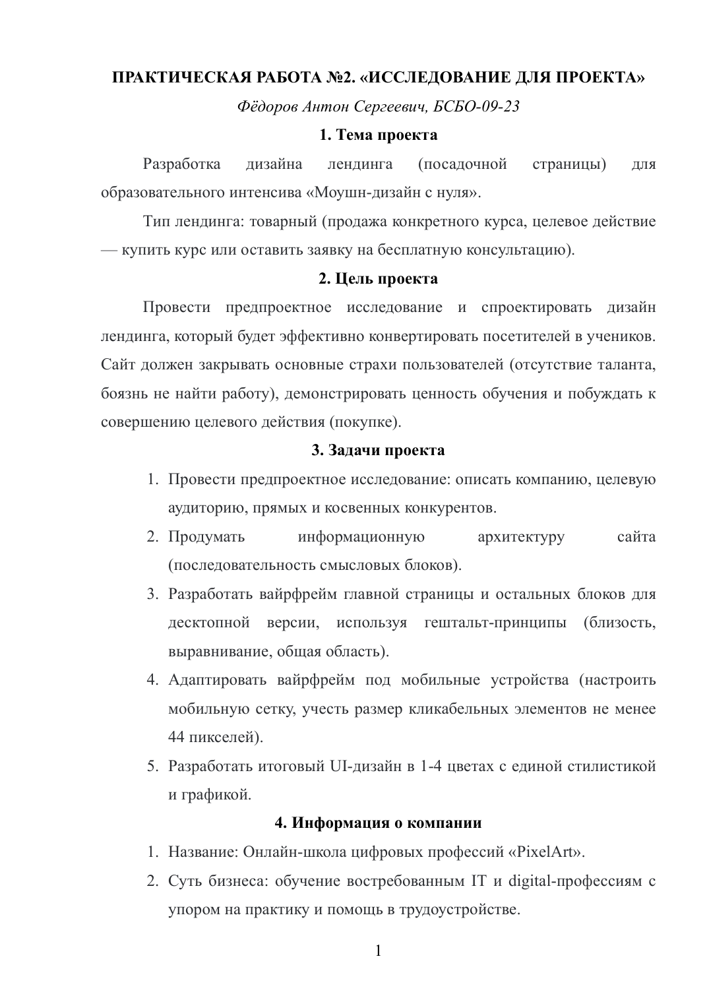 ПРАКТИЧЕСКАЯ РАБОТА №2. «ИССЛЕДОВАНИЕ ДЛЯ ПРОЕКТА»
Фёдоров Антон Сергеевич, БСБО-09-23
1. Тема проекта
Разработка дизайна лендинга (посадочной страницы) для
образовательного интенсива «Моушн-дизайн с нуля».
Тип лендинга: товарный (продажа конкретного курса, целевое действие
— купить курс или оставить заявку на бесплатную консультацию).
2. Цель проекта
Провести предпроектное исследование и спроектировать дизайн
лендинга, который будет эффективно конвертировать посетителей в учеников.
Сайт должен закрывать основные страхи пользователей (отсутствие таланта,
боязнь не найти работу), демонстрировать ценность обучения и побуждать к
совершению целевого действия (покупке).
3. Задачи проекта
1. Провести предпроектное исследование: описать компанию, целевую
аудиторию, прямых и косвенных конкурентов.
2. Продумать информационную архитектуру сайта
(последовательность смысловых блоков).
3. Разработать вайрфрейм главной страницы и остальных блоков для
десктопной версии, используя гештальт-принципы (близость,
выравнивание, общая область).
4. Адаптировать вайрфрейм под мобильные устройства (настроить
мобильную сетку, учесть размер кликабельных элементов не менее
44 пикселей).
5. Разработать итоговый UI-дизайн в 1-4 цветах с единой стилистикой
и графикой.
4. Информация о компании
1. Название: Онлайн-школа цифровых профессий «PixelArt».
2. Суть бизнеса: обучение востребованным IT и digital-профессиям с
упором на практику и помощь в трудоустройстве.
1